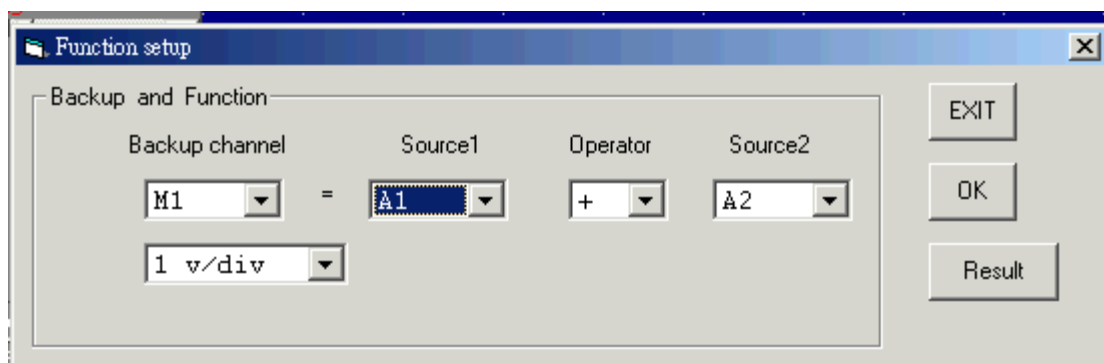 Function setup
Backup and Function
EXIT
Backup channel Source1 Operator Source2
M1 = A1 + A2
OK
1 v/div
Result